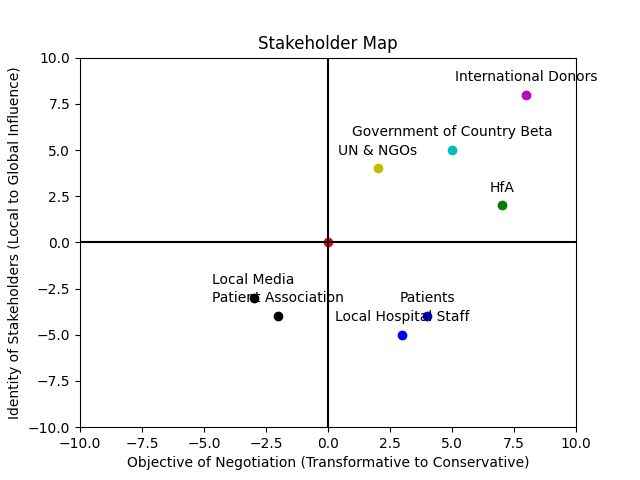 Stakeholder Map
International Donors
Government of Country Beta
UN & NGOs
HfA
Local Media
Patient Association
Patients
Local Hospital Staff
10.0
7.5
5.0
2.5
0.0
−2.5
−5.0
−7.5
−10.0
−10.0 −7.5 −5.0 −2.5 0.0 2.5 5.0 7.5 10.0
Objective of Negotiation (Transformative to Conservative)
Identity of Stakeholders (Local to Global Influence)